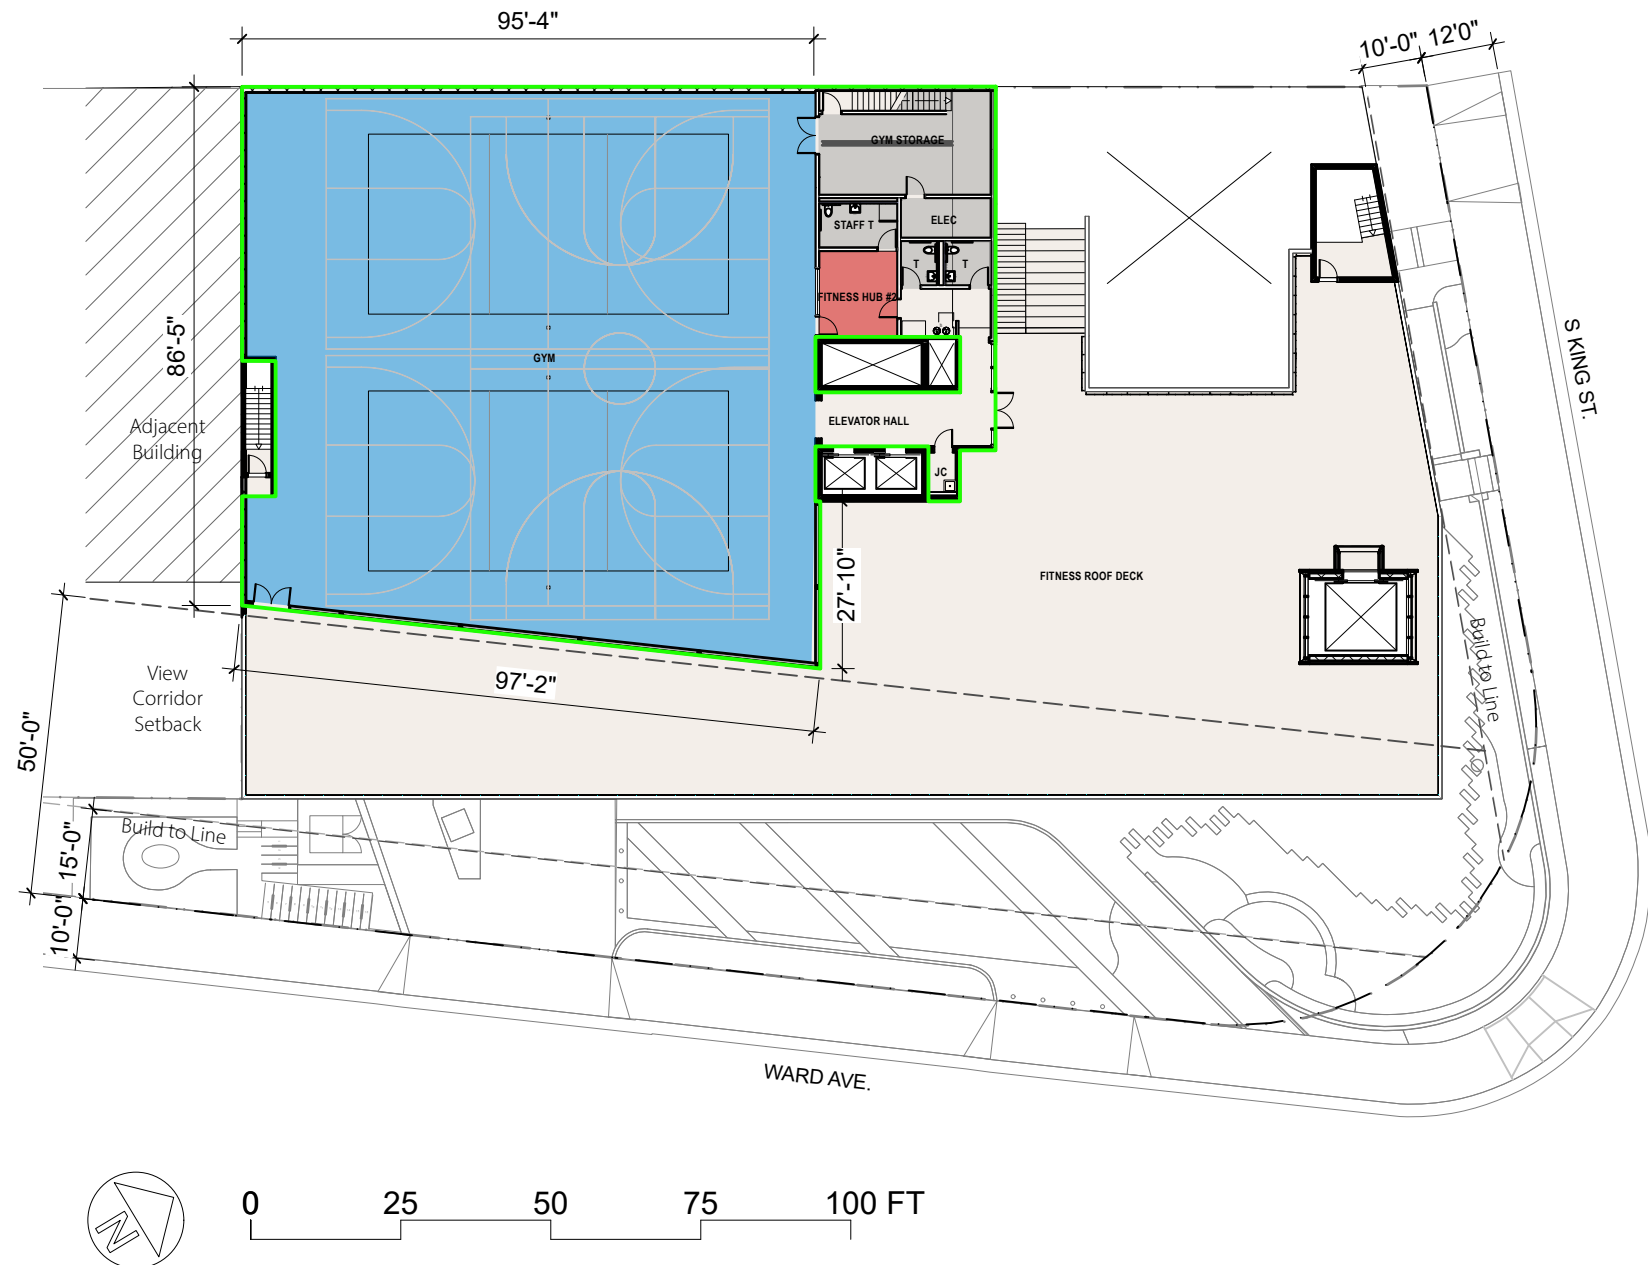 95'-4"
10'-0"
12'0"
GYM STORAGE
STAFF T
ELEC
T
T
FITNESS HUB #2
S KING ST.
86'-5"
GYM
Adjacent
Building
ELEVATOR HALL
JC
27'-10"
FITNESS ROOF DECK
Build to Line
View
Corridor
Setback
97'-2"
50'-0"
15'-0"
Build to Line
10'-0"
WARD AVE.
N
0
25
50
75
100 FT